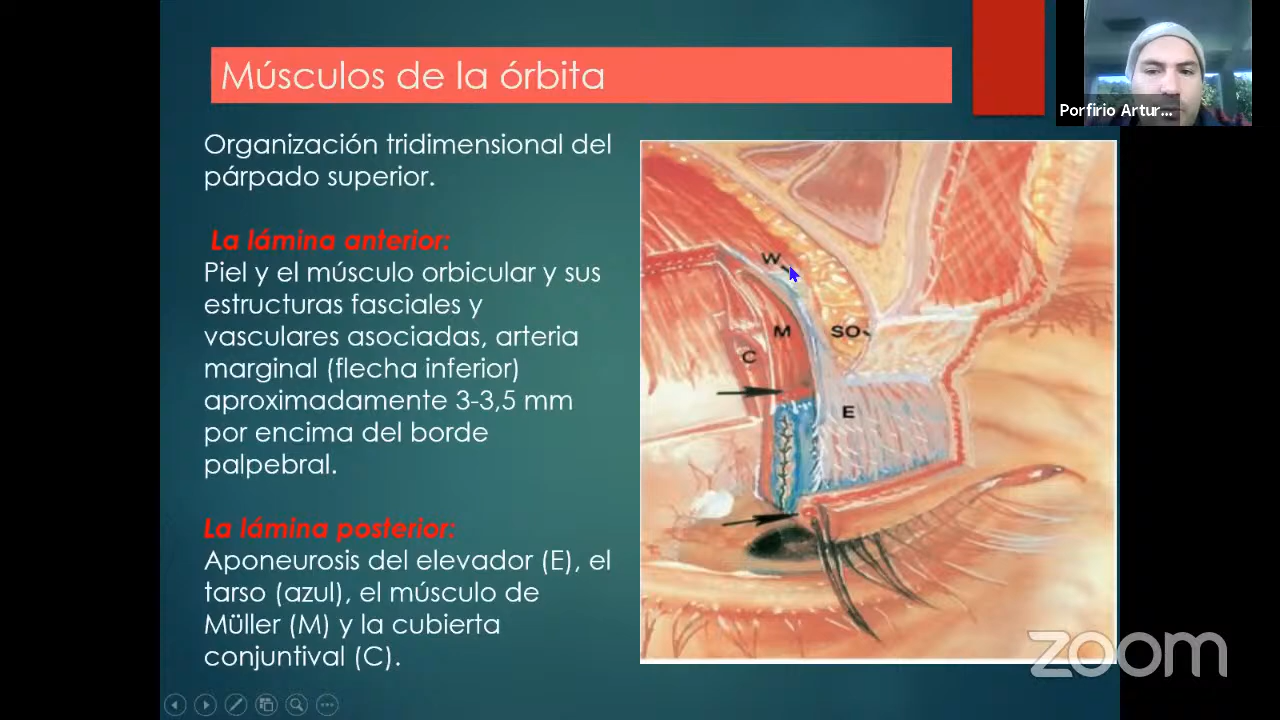 Músculos de la órbita
Porfirio Artur...
Organización tridimensional del
párpado superior.
La lámina anterior:
Piel y el músculo orbicular y sus
estructuras fasciales y
vasculares asociadas, arteria
marginal (flecha inferior)
aproximadamente 3-3,5 mm
por encima del borde
palpebral.
La lámina posterior:
Aponeurosis del elevador (E), el
tarso (azul), el músculo de
Müller (M) y la cubierta
conjuntival (C).
W
M
SO
C
E
zoom